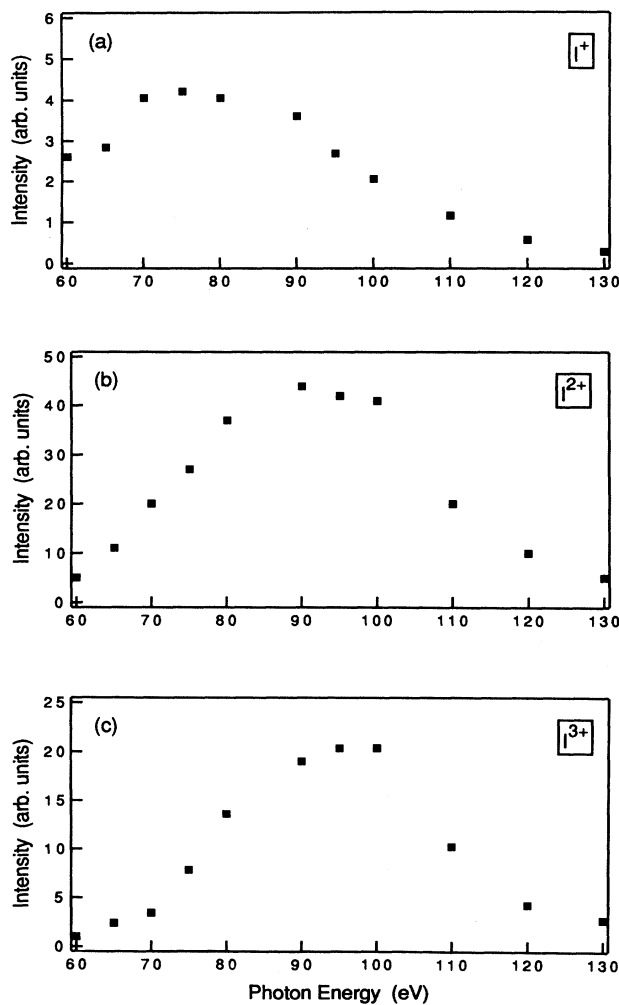 (a)
I+
Intensity (arb. units)
6
5
4
3
2
1
0
60 70 80 90 100 110 120 130
(b)
I2+
Intensity (arb. units)
50
40
30
20
10
0
60 70 80 90 100 110 120 130
(c)
I3+
Intensity (arb. units)
25
20
15
10
5
0
60 70 80 90 100 110 120 130
Photon Energy (eV)